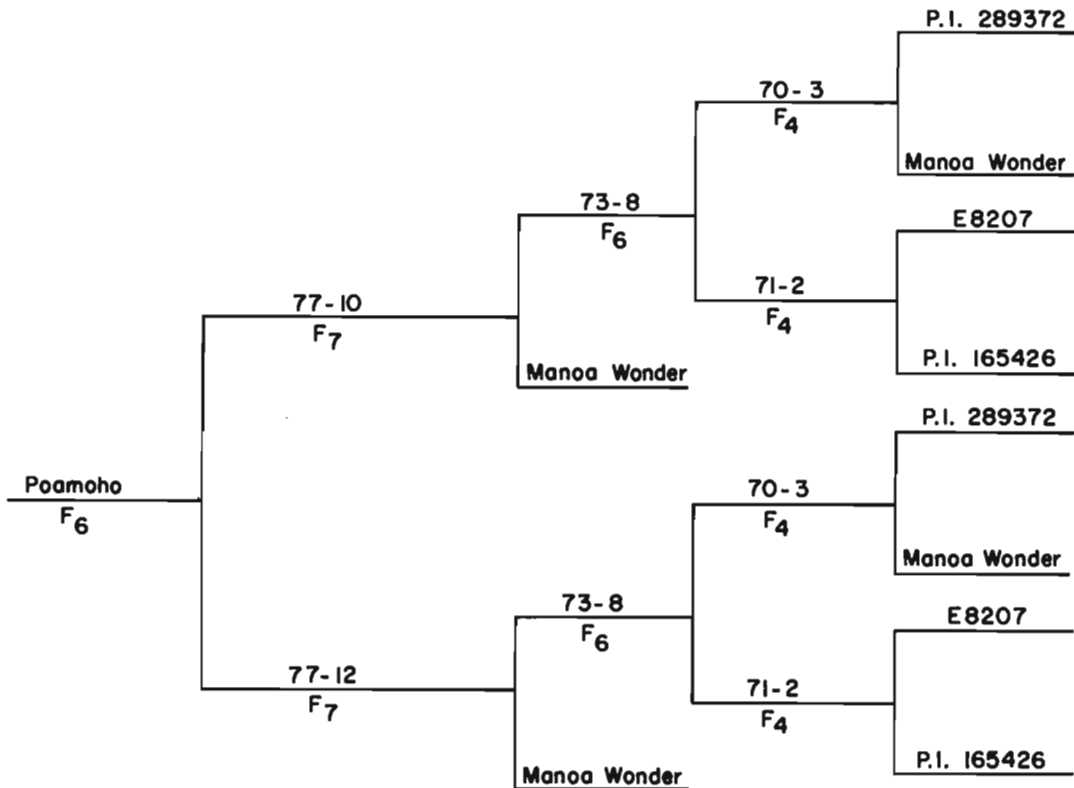 P.I. 289372
70-3
F4
Manoa Wonder
73-8
F6
E8207
71-2
F4
77-10
F7
P.I. 165426
Manoa Wonder
P.I. 289372
Poamoho
F6
70-3
F4
Manoa Wonder
73-8
F6
E8207
77-12
F7
71-2
F4
P.I. 165426
Manoa Wonder